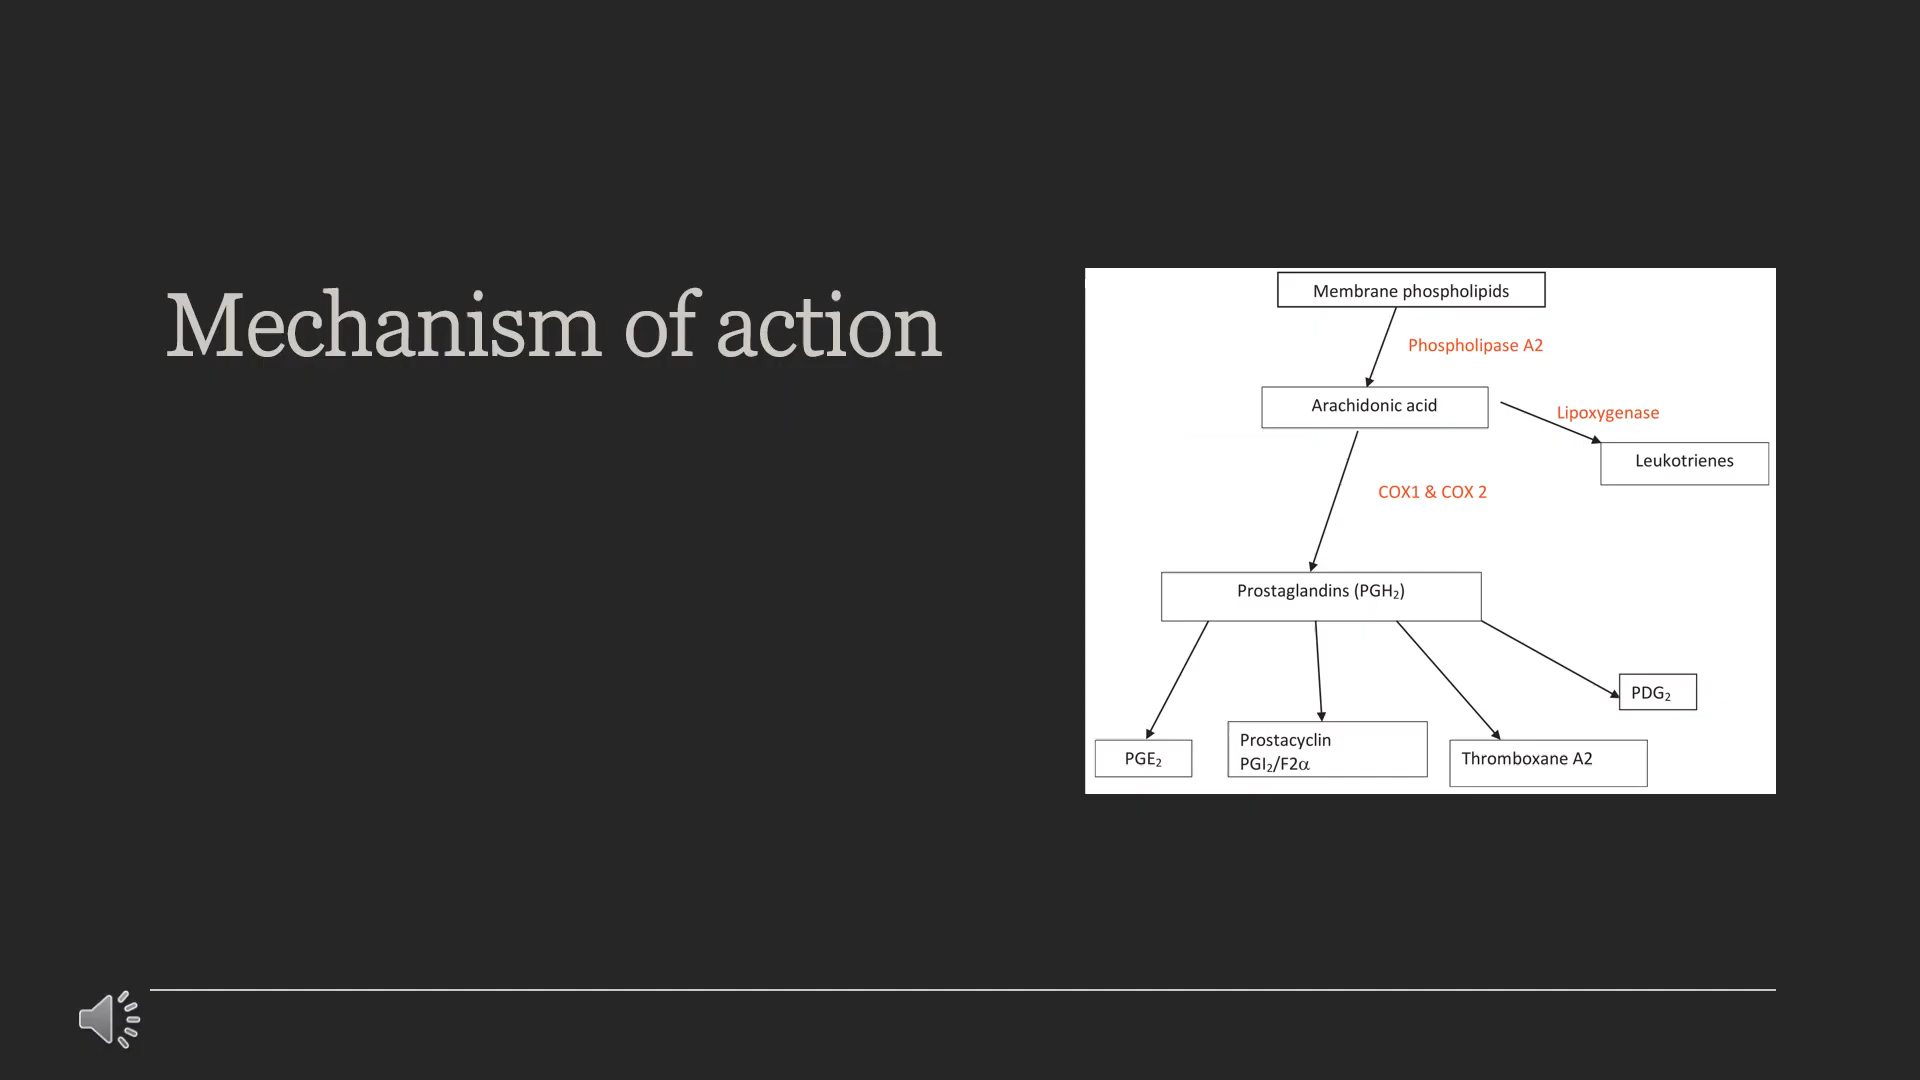 Mechanism of action
Membrane phospholipids
Phospholipase A2
Arachidonic acid
Lipoxygenase
Leukotrienes
COX1 & COX 2
Prostaglandins (PGH₂)
PDG₂
PGE₂
Prostacyclin
PGI₂/F2α
Thromboxane A2